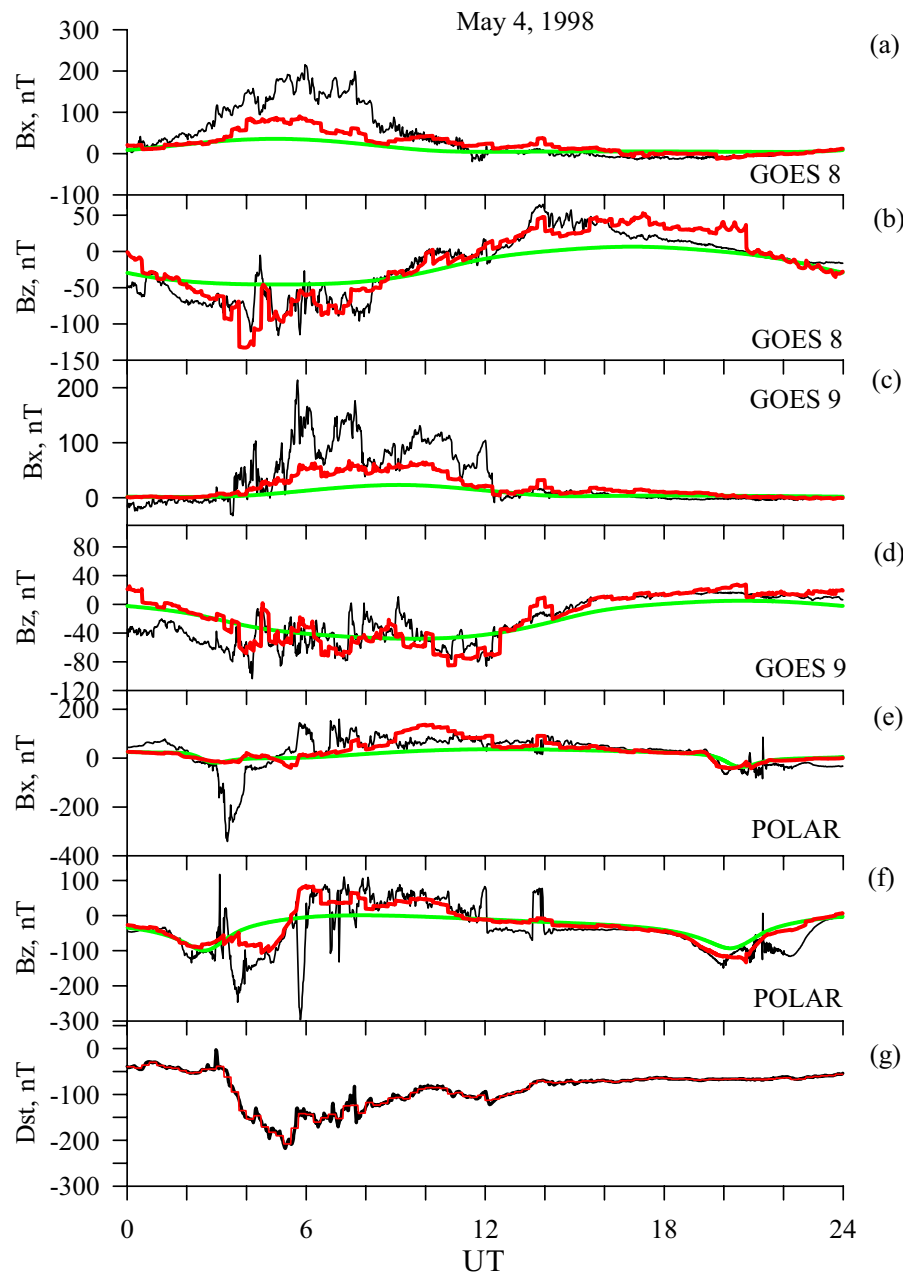 May 4, 1998
(a)
300
200
100
0
-100
Bx, nT
GOES 8
(b)
50
0
-50
-100
-150
Bz, nT
GOES 8
(c)
200
100
0
Bx, nT
GOES 9
(d)
80
40
0
-40
-80
-120
Bz, nT
GOES 9
(e)
200
0
-200
-400
Bx, nT
POLAR
(f)
100
0
-100
-200
-300
Bz, nT
POLAR
(g)
0
-100
-200
-300
Dst, nT
0 6 12 18 24
UT